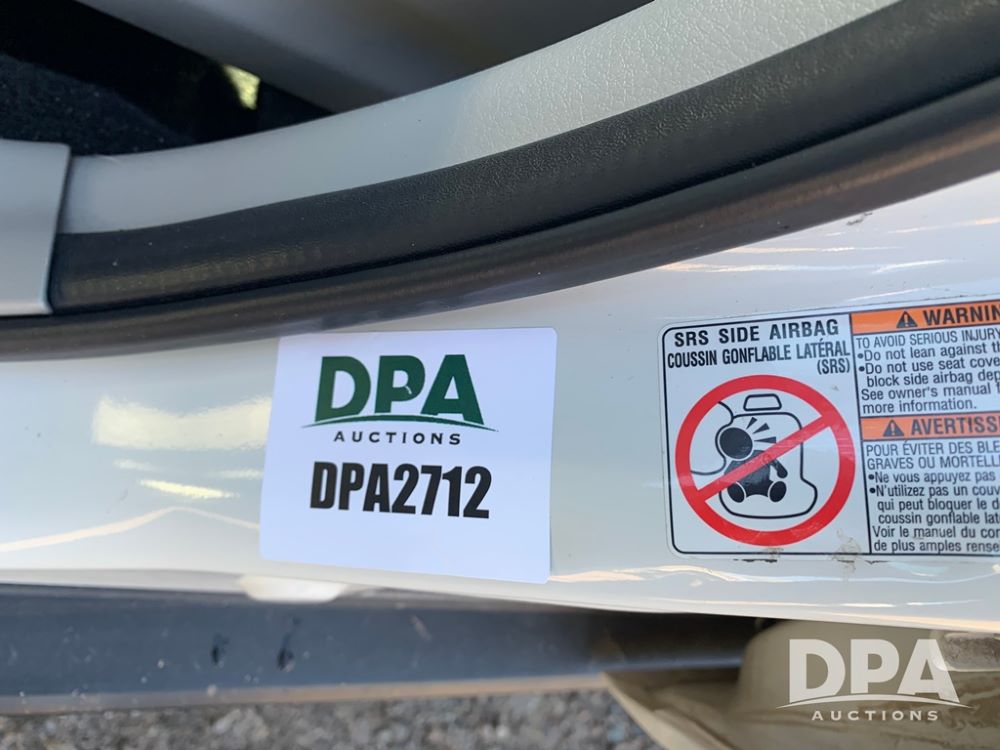 DPA
AUCTIONS
DPA2712
SRS SIDE AIRBAG
COUSSIN GONFLABLE LATÉRAL
(SRS)
WARNIN
TO AVOID SERIOUS INJURY
•Do not lean against th
•Do not use seat cove
block side airbag dep
See owner's manual f
more information.
AVERTISS
POUR ÉVITER DES BLE
GRAVES OU MORTELLE
•Ne vous appuyez pas
•N'utilisez pas un couv
qui peut bloquer le d
coussin gonflable lat
Voir le manuel du con
de plus amples rense
DPA
AUCTIONS